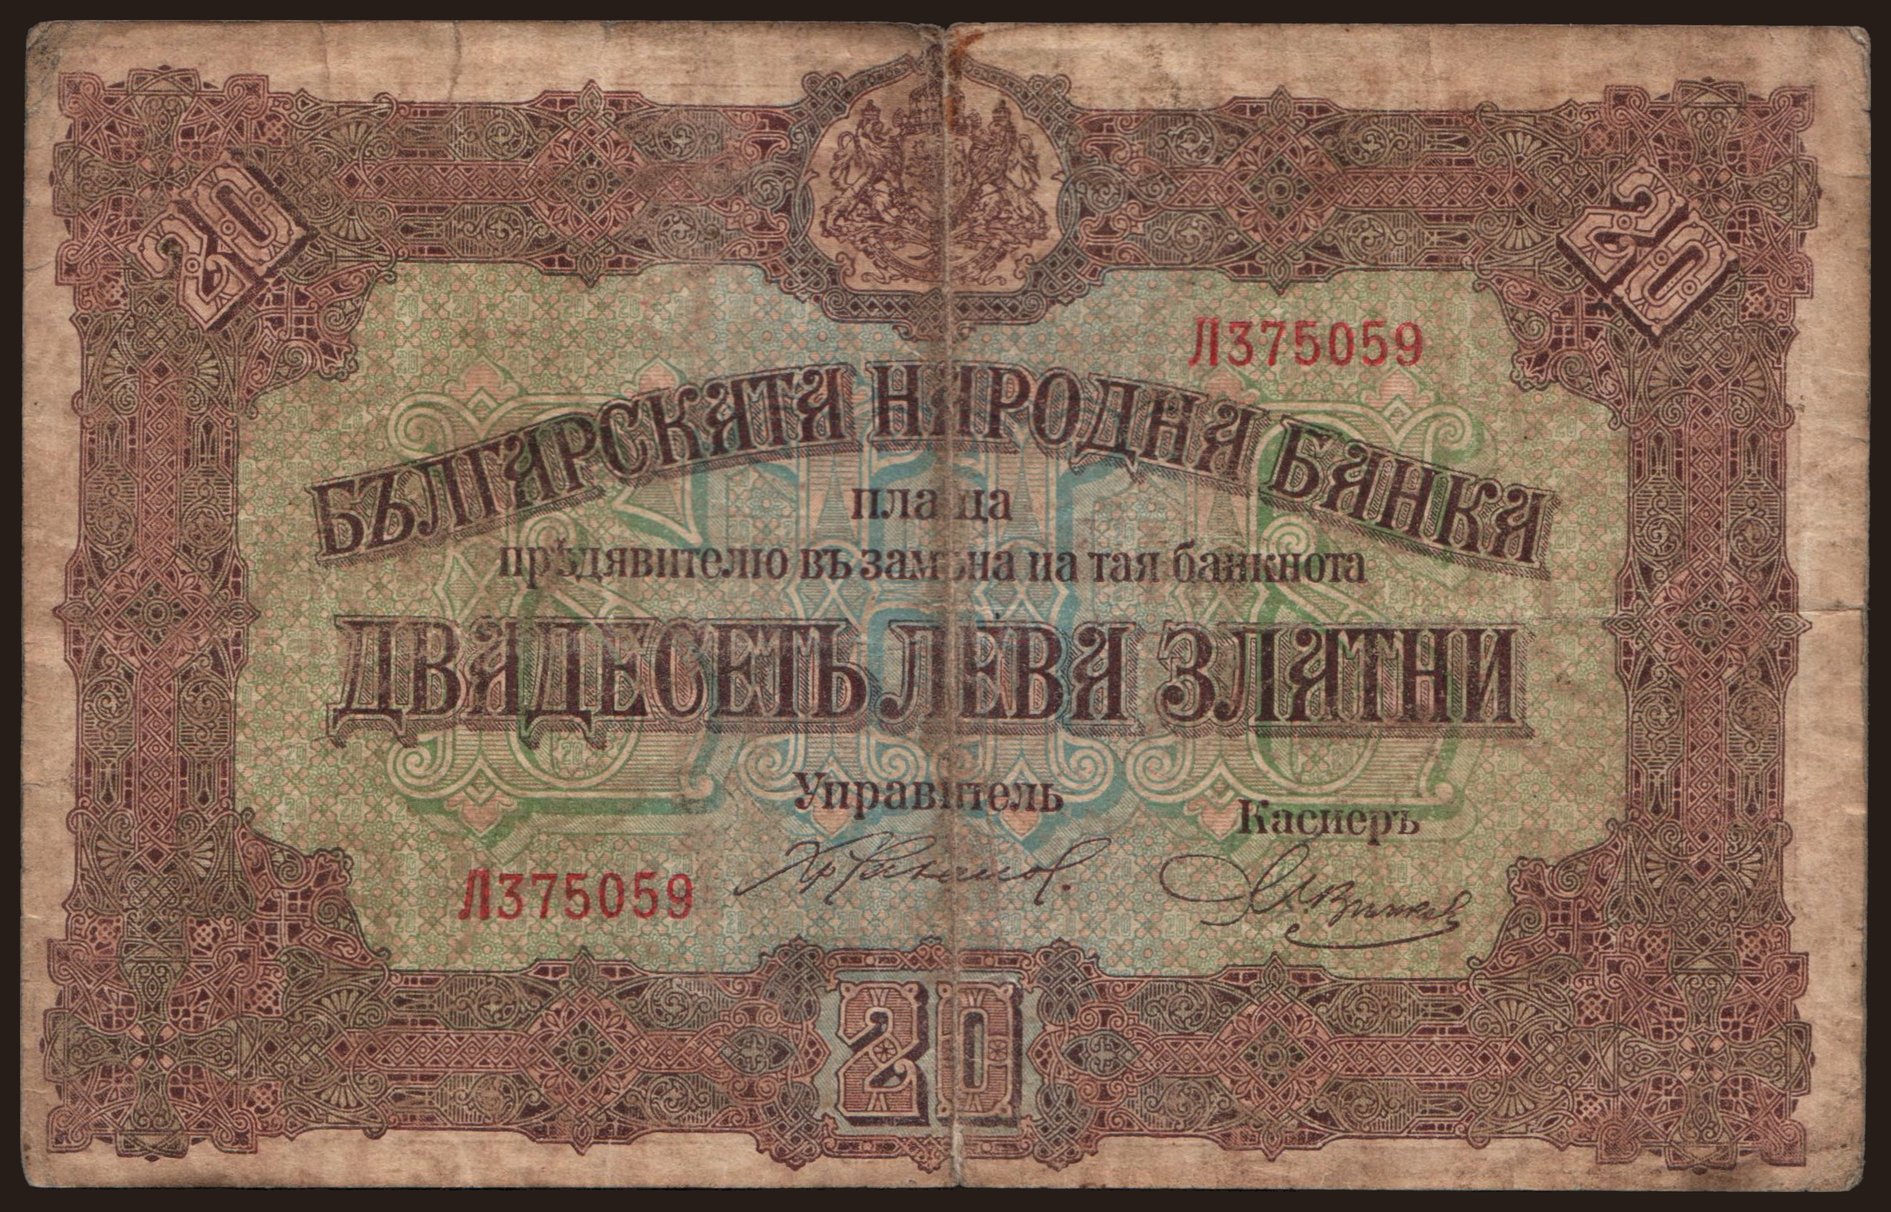 20
20
Л375059
БЪЛГАРСКАТА НАРОДНА БАНКА
плаща
прѣдявителю въ замѣна на тая банкнота
ДВАДЕСЕТЬ ЛЕВА ЗЛАТНИ
Управитель
Касиеръ
Л375059
20